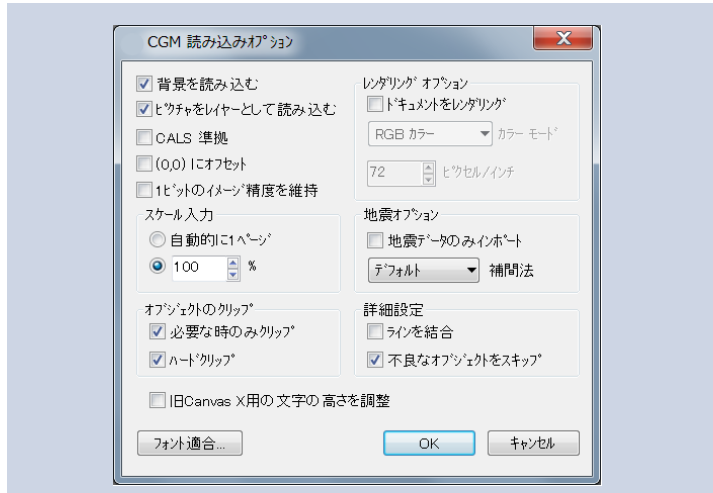 CGM 読み込みｵﾌﾟｼｮﾝ
背景を読み込む
ﾋﾟｸﾁｬをﾚｲﾔｰとして読み込む
CALS 準拠
(0,0) にｵﾌｾｯﾄ
1ﾋﾞｯﾄのｲﾒｰｼﾞ精度を維持
ﾚﾝﾀﾞﾘﾝｸﾞ ｵﾌﾟｼｮﾝ
ﾄﾞｷｭﾒﾝﾄをﾚﾝﾀﾞﾘﾝｸﾞ
RGB ｶﾗｰ ｶﾗｰ ﾓｰﾄﾞ
72 ﾋﾟｸｾﾙ/ｲﾝﾁ
ｽｹｰﾙ入力
自動的に1ﾍﾟｰｼﾞ
100 %
地震ｵﾌﾟｼｮﾝ
地震ﾃﾞｰﾀのみｲﾝﾎﾟｰﾄ
ﾃﾞﾌｫﾙﾄ 補間法
ｵﾌﾞｼﾞｪｸﾄのｸﾘｯﾌﾟ
必要な時のみｸﾘｯﾌﾟ
ﾊｰﾄﾞｸﾘｯﾌﾟ
詳細設定
ﾗｲﾝを結合
不良なｵﾌﾞｼﾞｪｸﾄをｽｷｯﾌﾟ
旧Canvas X用の文字の高さを調整
ﾌｫﾝﾄ適合...
OK
ｷｬﾝｾﾙ